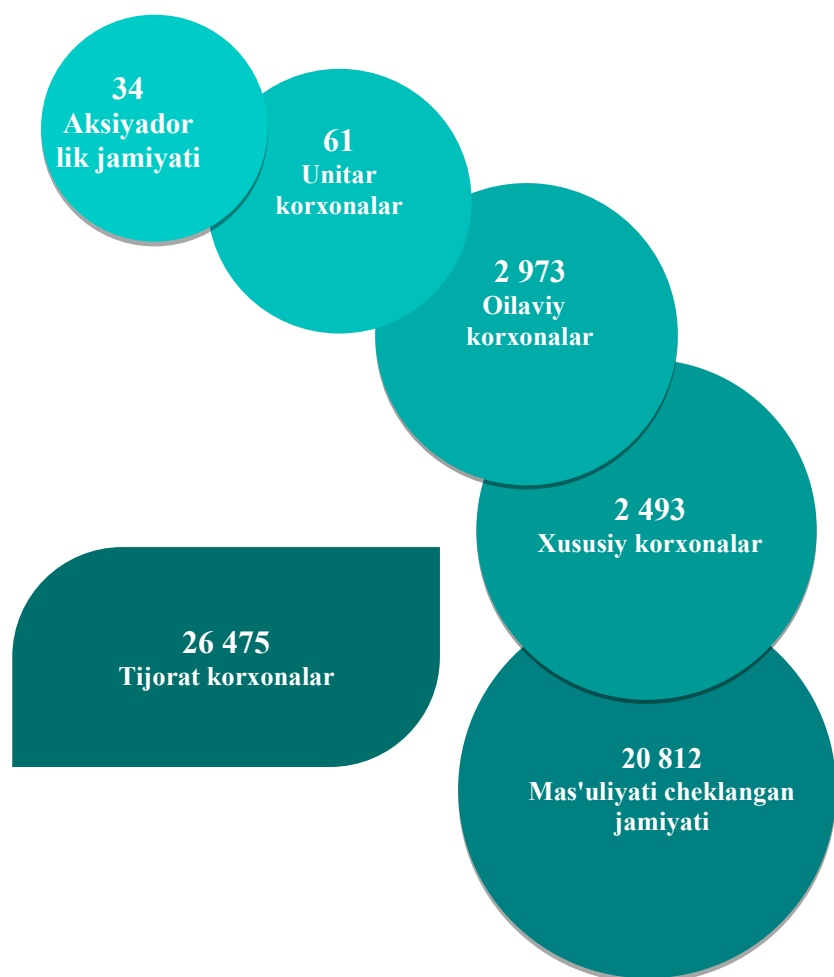 34
Aksiyador
lik jamiyati
61
Unitar
korxonalar
2 973
Oilaviy
korxonalar
2 493
Xususiy korxonalar
26 475
Tijorat korxonalar
20 812
Mas'uliyati cheklangan
jamiyati